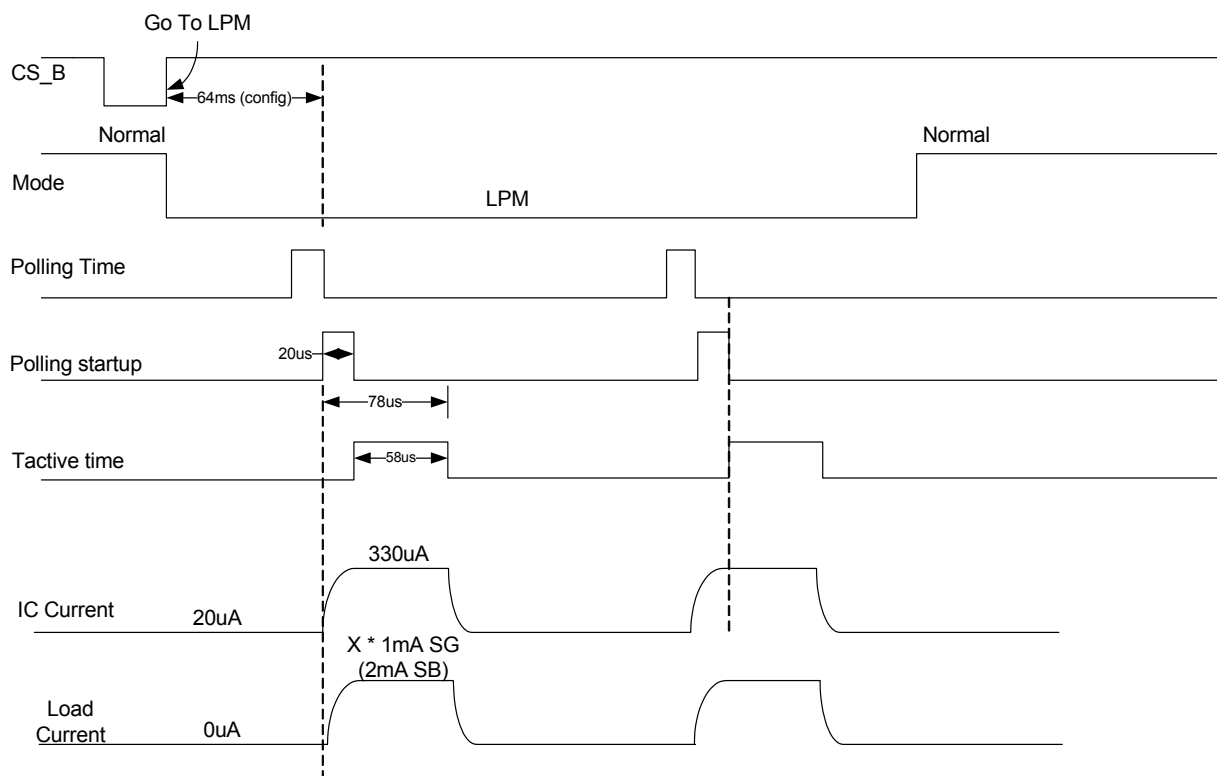 Go To LPM
CS_B
64ms (config)
Normal
Normal
Mode
LPM
Polling Time
20us
Polling startup
78us
Tactive time
58us
330uA
IC Current
20uA
X * 1mA SG
(2mA SB)
Load
Current
0uA